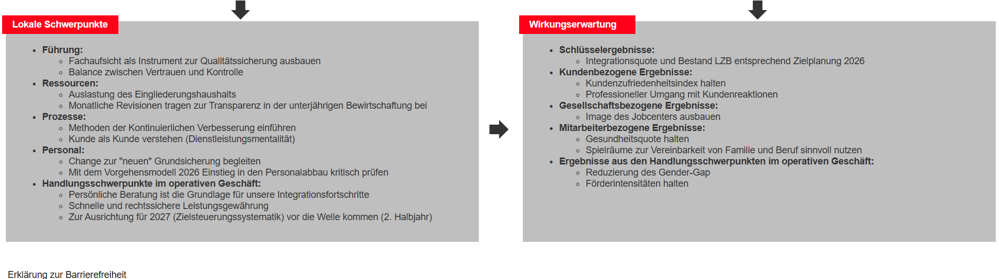 Lokale Schwerpunkte
Führung:
Fachaufsicht als Instrument zur Qualitätssicherung ausbauen
Balance zwischen Vertrauen und Kontrolle
Ressourcen:
Auslastung des Eingliederungshaushalts
Monatliche Revisionen tragen zur Transparenz in der unterjährigen Bewirtschaftung bei
Prozesse:
Methoden der Kontinuierlichen Verbesserung einführen
Kunde als Kunde verstehen (Dienstleistungsmentalität)
Personal:
Change zur "neuen" Grundsicherung begleiten
Mit dem Vorgehensmodell 2026 Einstieg in den Personalabbau kritisch prüfen
Handlungsschwerpunkte im operativen Geschäft:
Persönliche Beratung ist die Grundlage für unsere Integrationsfortschritte
Schnelle und rechtssichere Leistungsgewährung
Zur Ausrichtung für 2027 (Zielsteuerungssystematik) vor die Welle kommen (2. Halbjahr)
Wirkungserwartung
Schlüsselergebnisse:
Integrationsquote und Bestand LZB entsprechend Zielplanung 2026
Kundenbezogene Ergebnisse:
Kundenzufriedenheitsindex halten
Professioneller Umgang mit Kundenreaktionen
Gesellschaftsbezogene Ergebnisse:
Image des Jobcenters ausbauen
Mitarbeiterbezogene Ergebnisse:
Gesundheitsquote halten
Spielräume zur Vereinbarkeit von Familie und Beruf sinnvoll nutzen
Ergebnisse aus den Handlungsschwerpunkten im operativen Geschäft:
Reduzierung des Gender-Gap
Förderintensitäten halten
Erklärung zur Barrierefreiheit